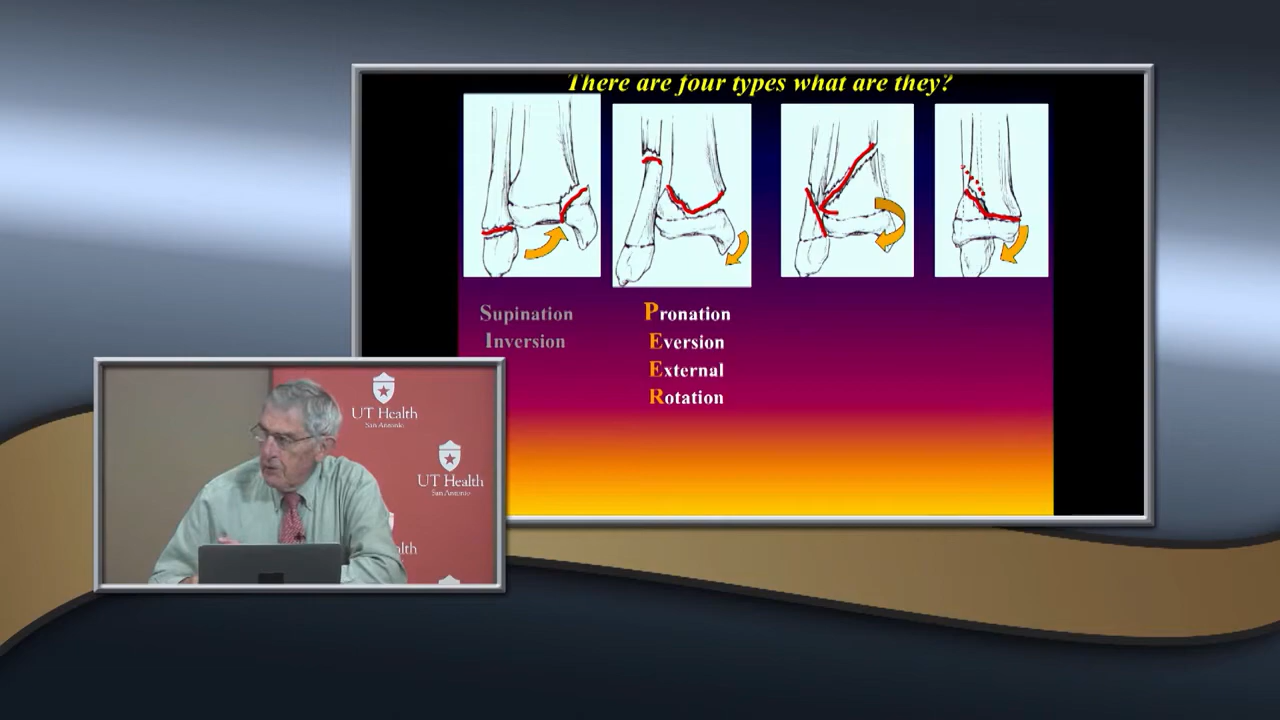 There are four types what are they?
Supination
Inversion
Pronation
Eversion
External
Rotation
UT Health
San Antonio
UT Health
San Antonio
alth